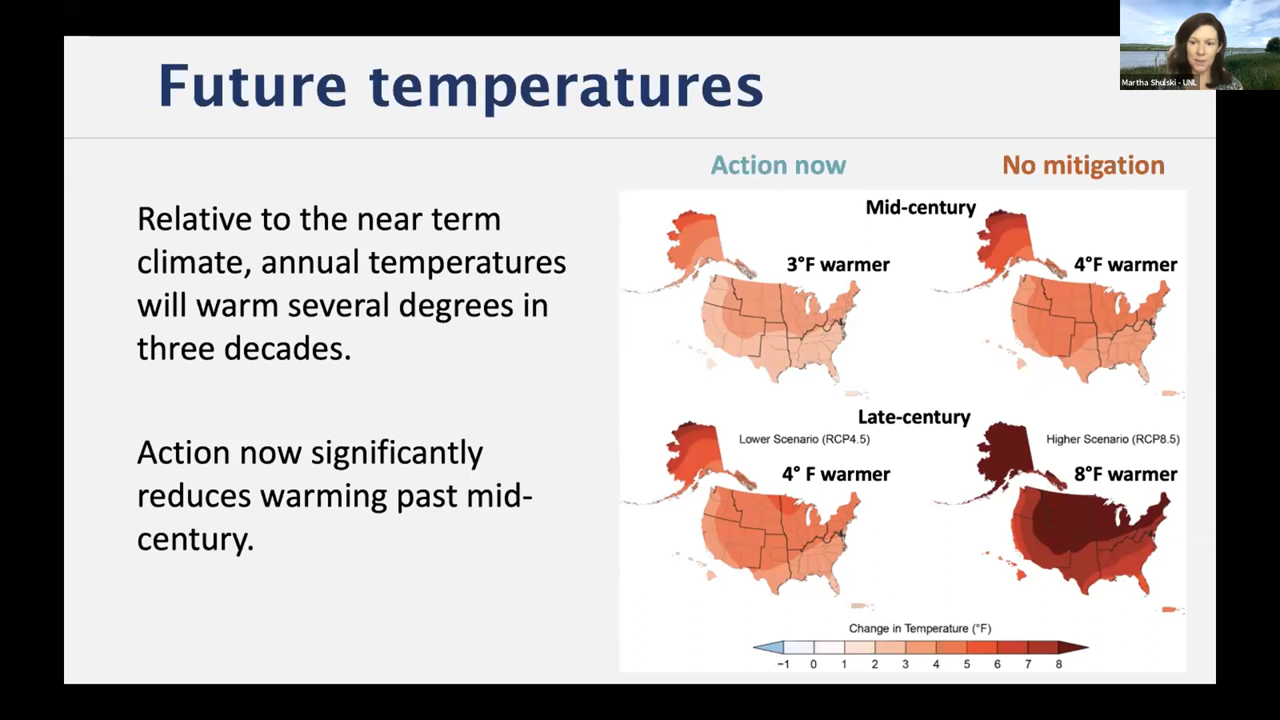 Future temperatures
Martha Shulski - UNL
Action now
No mitigation
Relative to the near term
climate, annual temperatures
will warm several degrees in
three decades.
Action now significantly
reduces warming past mid-
century.
Mid-century
3°F warmer
4°F warmer
Late-century
Lower Scenario (RCP4.5)
Higher Scenario (RCP8.5)
4° F warmer
8°F warmer
Change in Temperature (°F)
−1 0 1 2 3 4 5 6 7 8